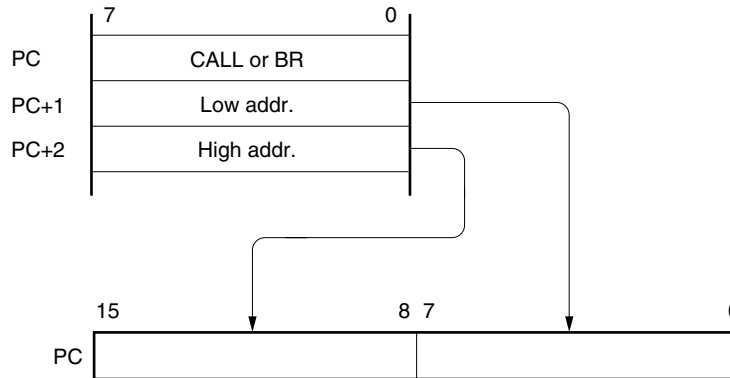 7 0
PC CALL or BR
PC+1 Low addr.
PC+2 High addr.
15 8 7
PC